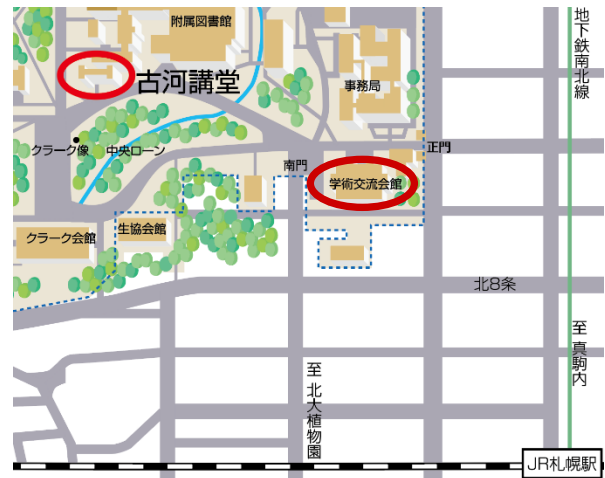 附属図書館
地下鉄南北線
古河講堂
事務局
クラーク像
中央ローン
正門
南門
学術交流会館
クラーク会館
生協会館
北8条
至 真駒内
至 北大植物園
JR札幌駅